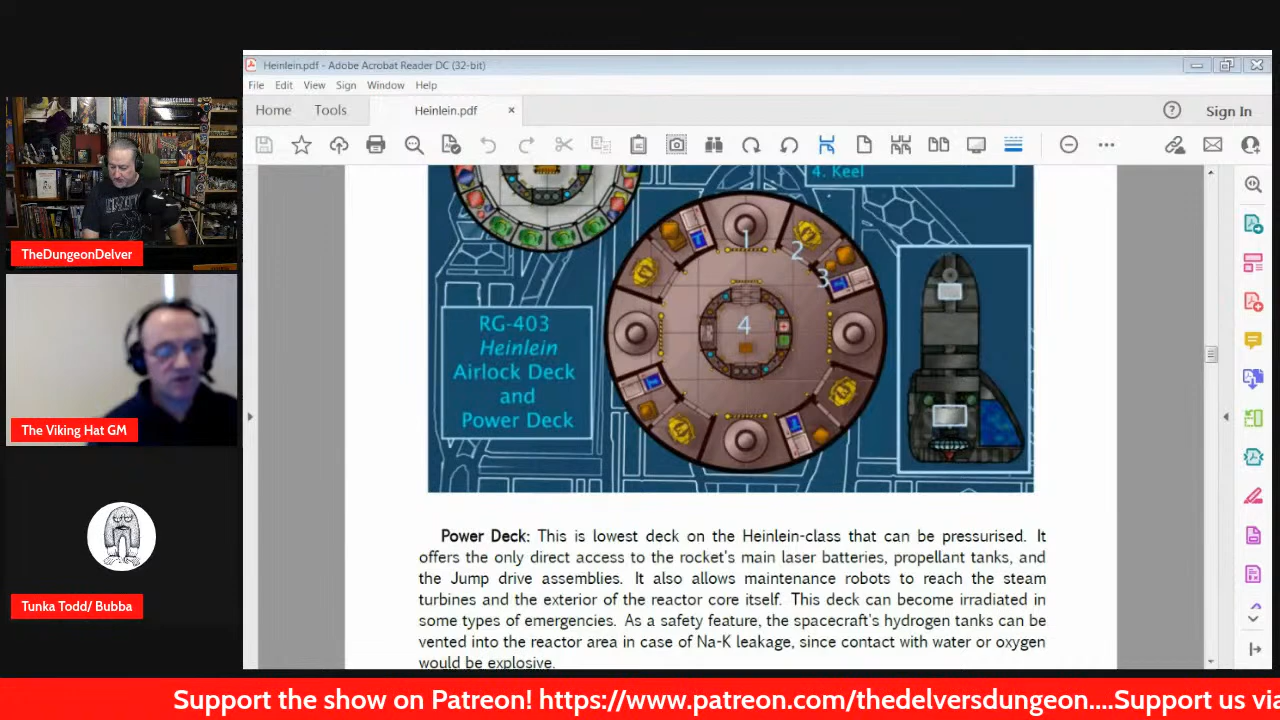 Heinlein.pdf - Adobe Acrobat Reader DC (32-bit)
File Edit View Sign Window Help
Home Tools Heinlein.pdf × Sign In
4. Keel
1
2
3
4
RG-403
Heinlein
Airlock Deck
and
Power Deck
Power Deck: This is lowest deck on the Heinlein-class that can be pressurised. It
offers the only direct access to the rocket's main laser batteries, propellant tanks, and
the Jump drive assemblies. It also allows maintenance robots to reach the steam
turbines and the exterior of the reactor core itself. This deck can become irradiated in
some types of emergencies. As a safety feature, the spacecraft's hydrogen tanks can be
vented into the reactor area in case of Na-K leakage, since contact with water or oxygen
would be explosive.
TheDungeonDelver
The Viking Hat GM
Tunka Todd/ Bubba
Support the show on Patreon! https://www.patreon.com/thedelversdungeon....Support us via